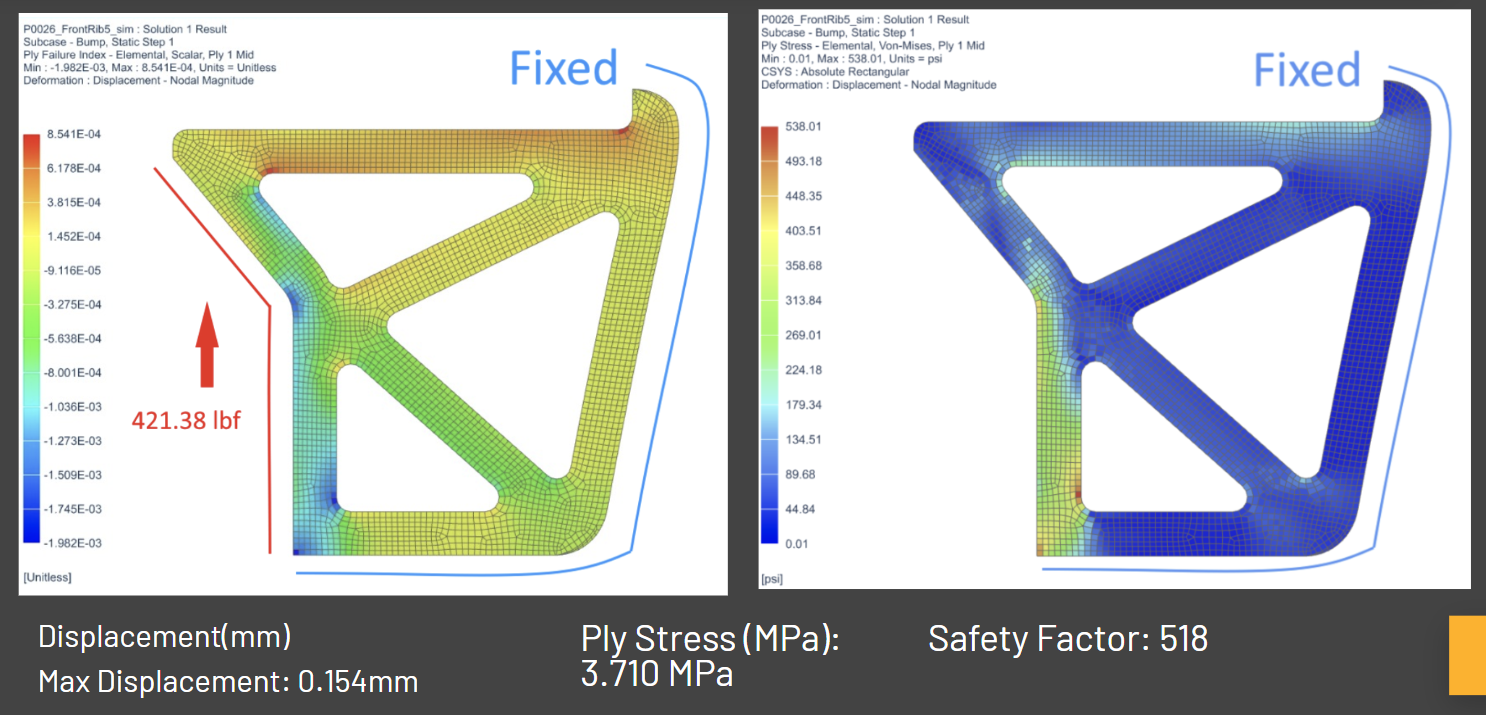 P0026_FrontRib5_sim : Solution 1 Result
Subcase - Bump, Static Step 1
Ply Failure Index - Elemental, Scalar, Ply 1 Mid
Min : -1.982E-03, Max : 8.541E-04, Units = Unitless
Deformation : Displacement - Nodal Magnitude
Fixed
8.541E-04
6.178E-04
3.815E-04
1.452E-04
-9.116E-05
-3.275E-04
-5.638E-04
-8.001E-04
-1.036E-03
-1.273E-03
-1.509E-03
-1.745E-03
-1.982E-03
[Unitless]
421.38 lbf
P0026_FrontRib5_sim : Solution 1 Result
Subcase - Bump, Static Step 1
Ply Stress - Elemental, Von-Mises, Ply 1 Mid
Min : 0.01, Max : 538.01, Units = psi
CSYS : Absolute Rectangular
Deformation : Displacement - Nodal Magnitude
Fixed
538.01
493.18
448.35
403.51
358.68
313.84
269.01
224.18
179.34
134.51
89.68
44.84
0.01
[psi]
Displacement(mm)
Max Displacement: 0.154mm
Ply Stress (MPa):
3.710 MPa
Safety Factor: 518